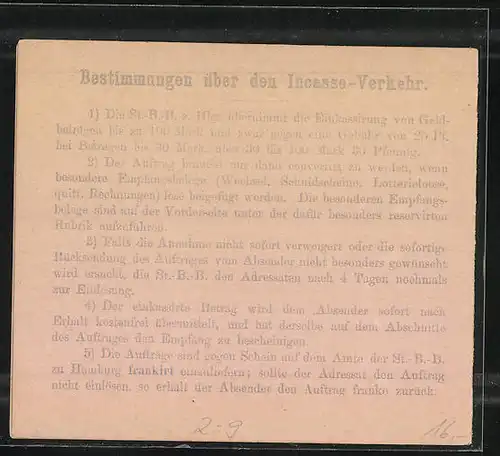 Bestimmungen über den Incasso-Verkehr.
1) Die St.-B.-B. z. Hbg. übernimmt die Einkassirung von Geld-
beträgen bis zu 100 Mark und zwar gegen eine Gebühr von 20 Pf.
bei Beträgen bis 30 Mark, über 30 bis 100 Mark 30 Pfennig.
2) Der Auftrag braucht nur dann couvertirt zu werden, wenn
besondere Empfangsbelege (Wechsel, Schuldscheine, Lotterieloose,
quitt. Rechnungen) lose beigefügt werden. Die besonderen Empfangs-
belege sind auf der Vorderseite unter der dafür besonders reservirten
Rubrik aufzuführen.
3) Falls die Annahme nicht sofort verweigert oder die sofortige
Rücksendung des Auftrages vom Absender nicht besonders gewünscht
wird ersucht, die St.-B.-B. den Adressaten nach 4 Tagen nochmals
zur Einlösung.
4) Der einkassirte Betrag wird dem Absender sofort nach
Erhalt kostenfrei übermittelt, und hat derselbe auf dem Abschnitte
des Auftrages den Empfang zu bescheinigen.
5) Die Aufträge sind gegen Schein auf dem Amte der St.-B.-B.
zu Hamburg frankirt einzuliefern; sollte der Adressat den Auftrag
nicht einlösen, so erhält der Absender den Auftrag franko zurück.
2-9 16,-